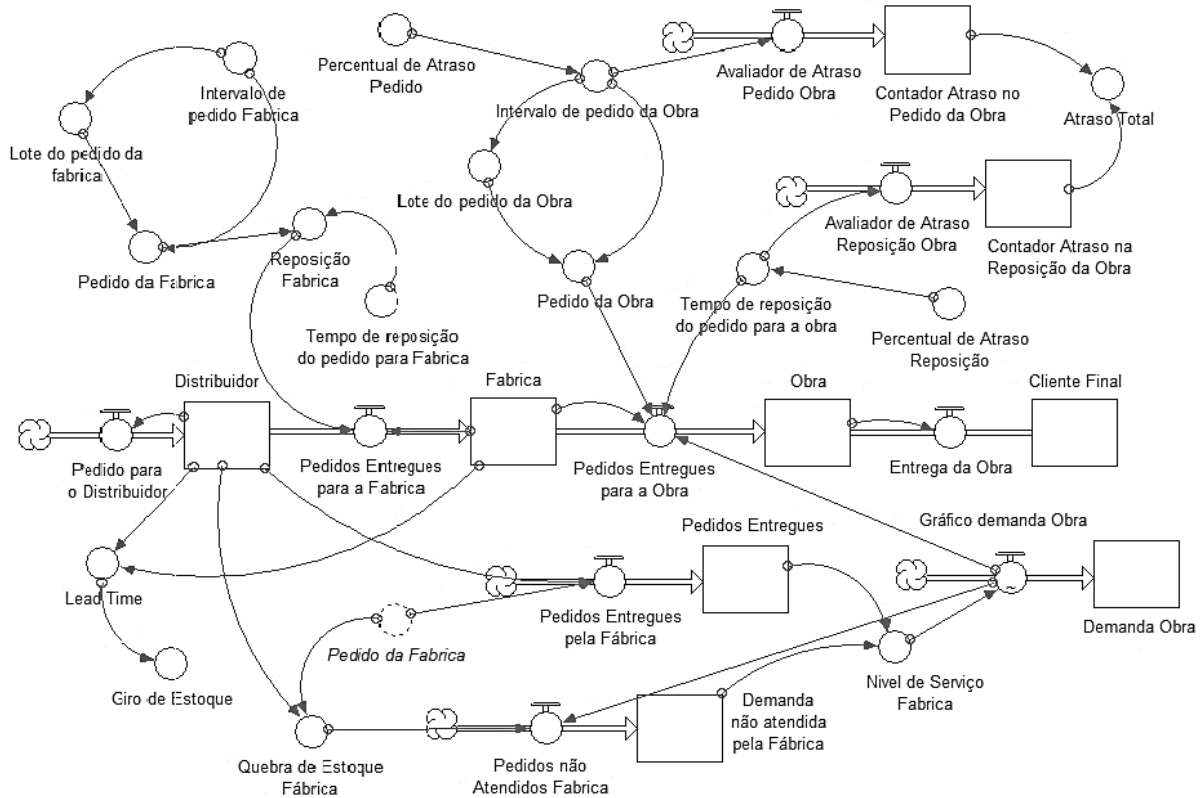 Percentual de Atraso
Pedido
Avaliador de Atraso
Pedido Obra
Contador Atraso no
Pedido da Obra
Atraso Total
Intervalo de
pedido Fabrica
Intervalo de pedido da Obra
Lote do pedido da
fabrica
Lote do pedido da Obra
Avaliador de Atraso
Reposição Obra
Contador Atraso na
Reposição da Obra
Pedido da Fabrica
Reposição
Fabrica
Pedido da Obra
Tempo de reposição
do pedido para a obra
Tempo de reposição
do pedido para Fabrica
Percentual de Atraso
Reposição
Distribuidor
Fabrica
Obra
Cliente Final
Pedido para
o Distribuidor
Pedidos Entregues
para a Fabrica
Pedidos Entregues
para a Obra
Entrega da Obra
Pedidos Entregues
Gráfico demanda Obra
Lead Time
Pedidos Entregues
pela Fábrica
Demanda Obra
~
Pedido da Fabrica
Giro de Estoque
Nivel de Serviço
Fabrica
Demanda
não atendida
pela Fábrica
Quebra de Estoque
Fábrica
Pedidos não
Atendidos Fabrica